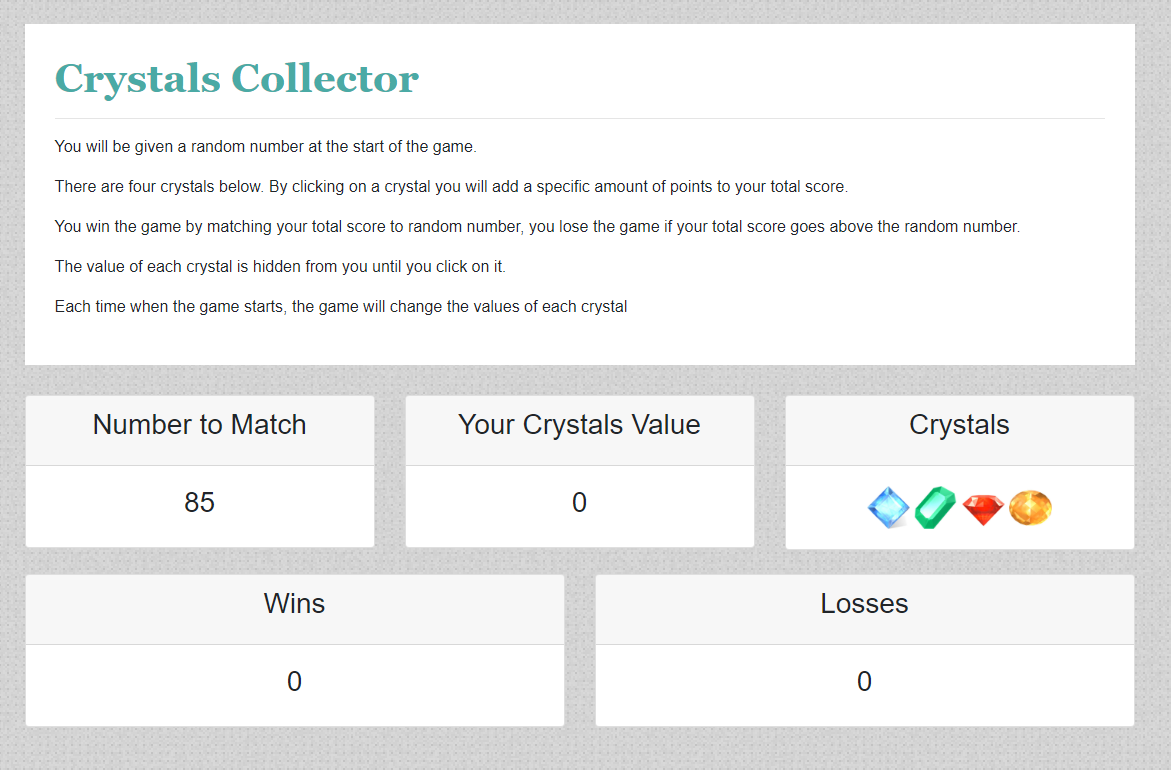 Crystals Collector
You will be given a random number at the start of the game.
There are four crystals below. By clicking on a crystal you will add a specific amount of points to your total score.
You win the game by matching your total score to random number, you lose the game if your total score goes above the random number.
The value of each crystal is hidden from you until you click on it.
Each time when the game starts, the game will change the values of each crystal
Number to Match
85
Your Crystals Value
0
Crystals
Wins
0
Losses
0